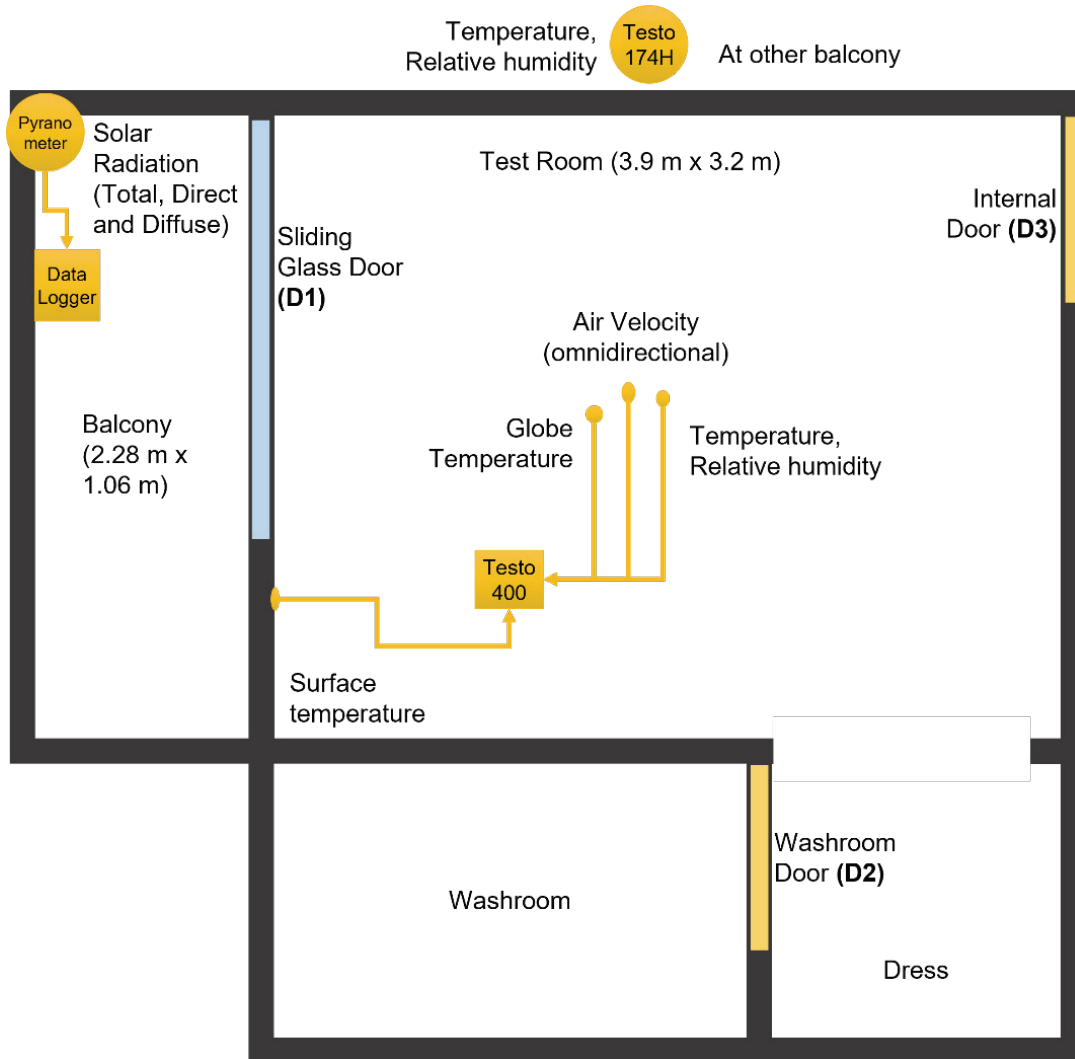 Temperature,
Relative humidity
Testo
174H
At other balcony
Pyrano
meter
Solar
Radiation
(Total, Direct
and Diffuse)
Data
Logger
Test Room (3.9 m x 3.2 m)
Internal
Door (D3)
Sliding
Glass Door
(D1)
Air Velocity
(omnidirectional)
Balcony
(2.28 m x
1.06 m)
Globe
Temperature
Temperature,
Relative humidity
Testo
400
Surface
temperature
Washroom
Door (D2)
Washroom
Dress